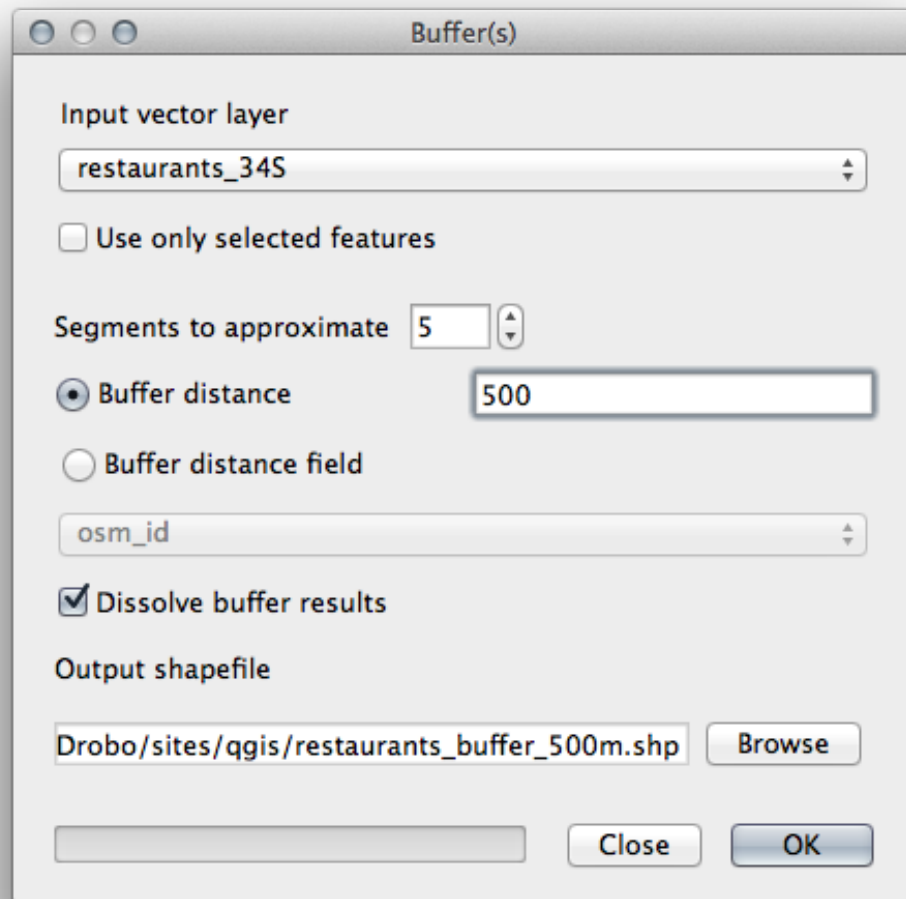 Buffer(s)
Input vector layer
restaurants_34S
Use only selected features
Segments to approximate 5
Buffer distance 500
Buffer distance field
osm_id
Dissolve buffer results
Output shapefile
Drobo/sites/qgis/restaurants_buffer_500m.shp Browse
Close OK